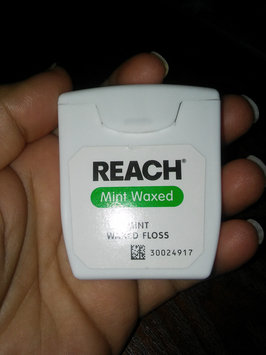 REACH®
Mint Waxed
MINT
WAXED FLOSS
30024917